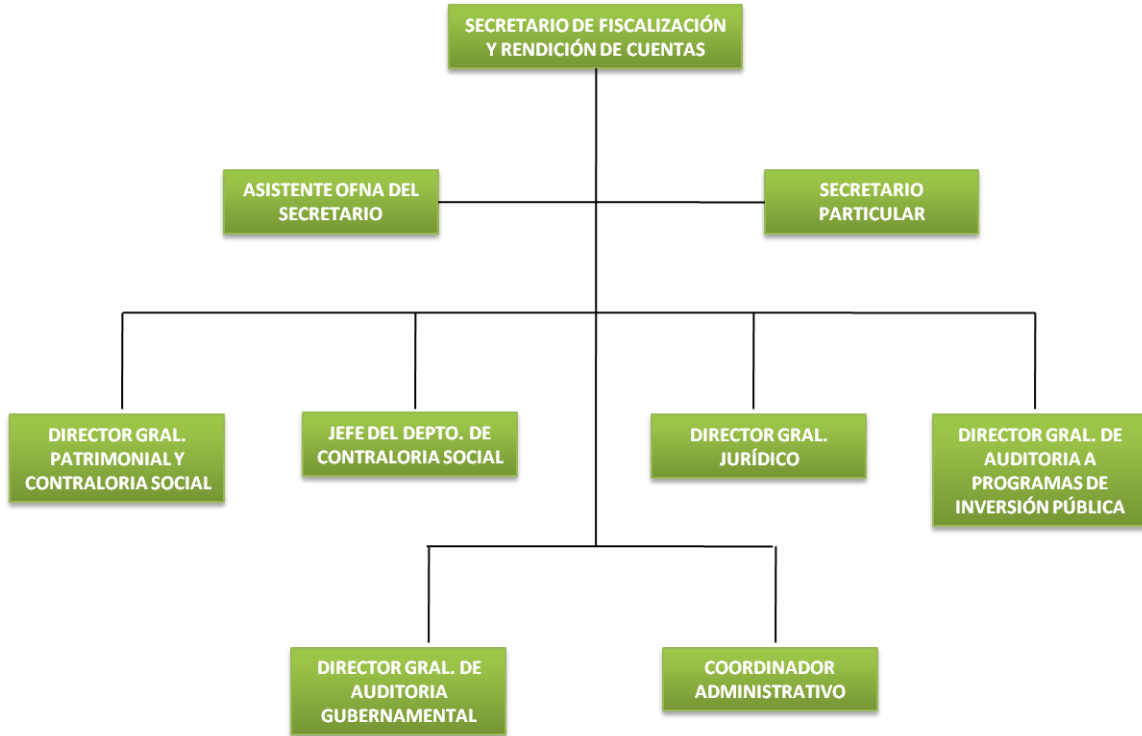 SECRETARIO DE FISCALIZACIÓN
Y RENDICIÓN DE CUENTAS
ASISTENTE OFNA DEL
SECRETARIO
SECRETARIO
PARTICULAR
DIRECTOR GRAL.
PATRIMONIAL Y
CONTRALORIA SOCIAL
JEFE DEL DEPTO. DE
CONTRALORIA SOCIAL
DIRECTOR GRAL.
JURÍDICO
DIRECTOR GRAL. DE
AUDITORIA A
PROGRAMAS DE
INVERSIÓN PÚBLICA
DIRECTOR GRAL. DE
AUDITORIA
GUBERNAMENTAL
COORDINADOR
ADMINISTRATIVO